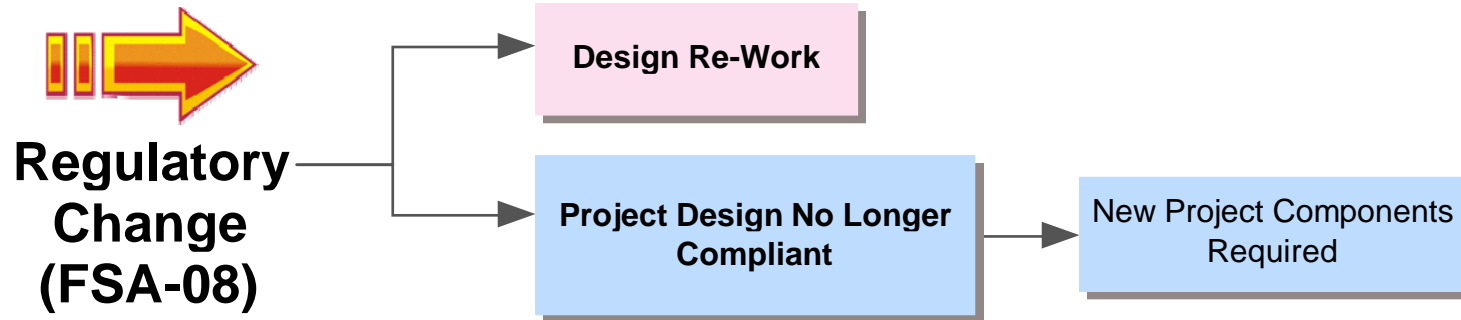 Design Re-Work
Regulatory
Change
(FSA-08)
Project Design No Longer
Compliant
New Project Components
Required